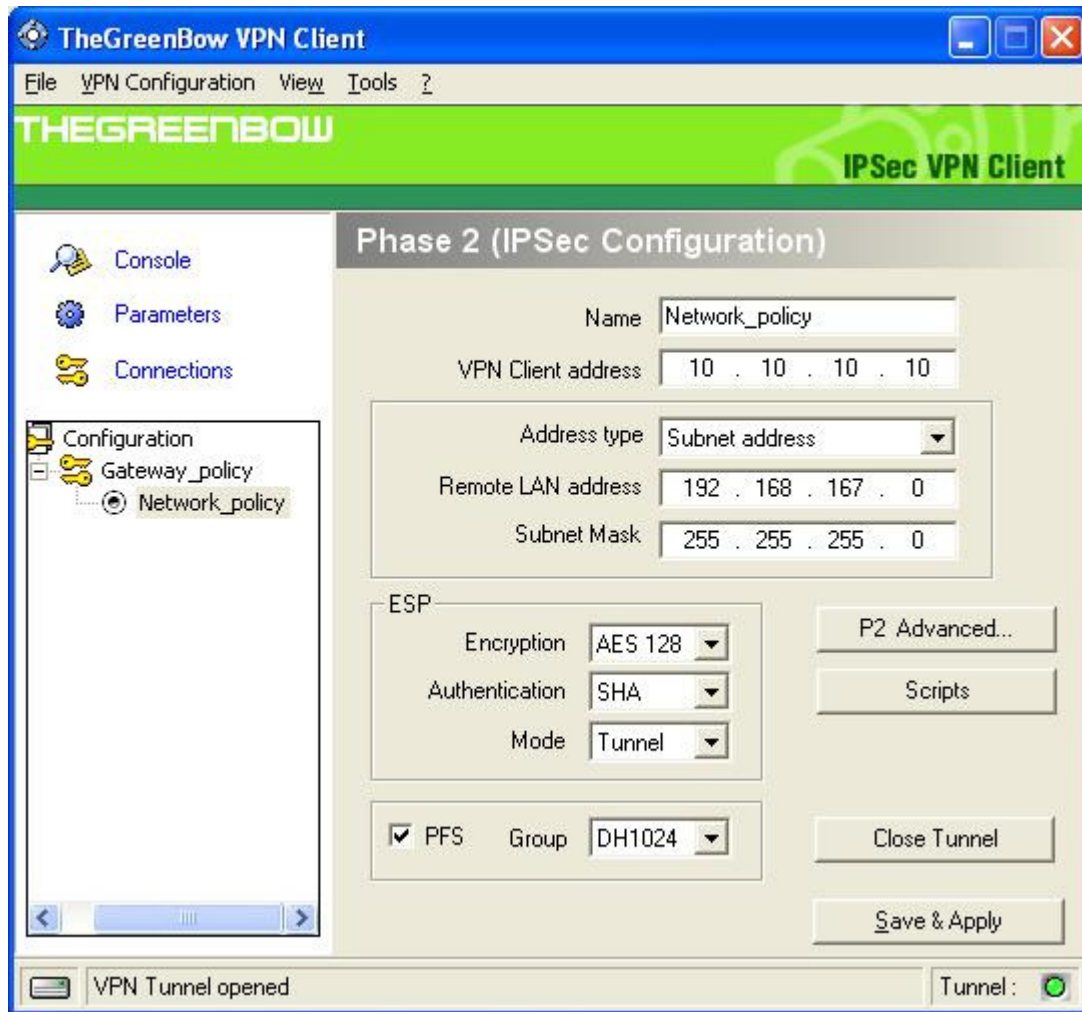 TheGreenBow VPN Client
File VPN Configuration View Tools ?
THEGREENBOW
IPSec VPN Client
Console
Parameters
Connections
Configuration
Gateway_policy
Network_policy
Phase 2 (IPSec Configuration)
Name Network_policy
VPN Client address 10 . 10 . 10 . 10
Address type Subnet address
Remote LAN address 192 . 168 . 167 . 0
Subnet Mask 255 . 255 . 255 . 0
ESP
Encryption AES 128
Authentication SHA
Mode Tunnel
P2 Advanced...
Scripts
PFS Group DH1024
Close Tunnel
Save & Apply
VPN Tunnel opened Tunnel :